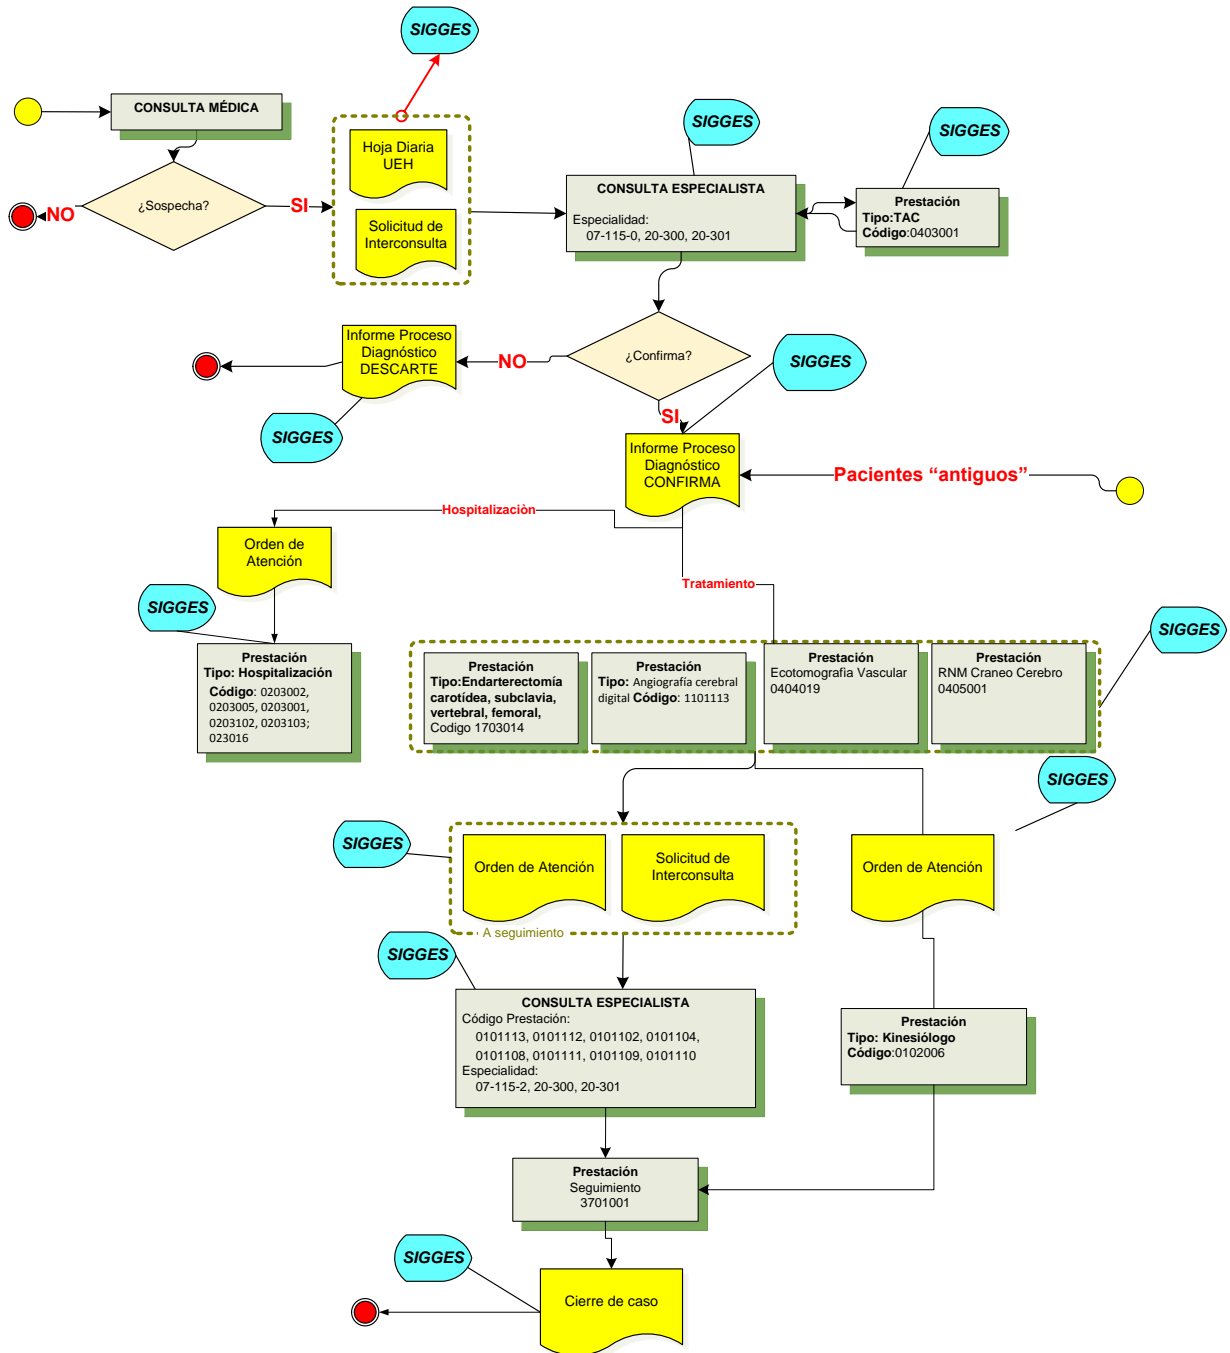 SIGGES
CONSULTA MÉDICA
¿Sospecha?
NO
SI
Hoja Diaria
UEH
Solicitud de
Interconsulta
SIGGES
CONSULTA ESPECIALISTA
Especialidad:
07-115-0, 20-300, 20-301
SIGGES
Prestación
Tipo:TAC
Código:0403001
¿Confirma?
NO
Informe Proceso
Diagnóstico
DESCARTE
SIGGES
SI
SIGGES
Informe Proceso
Diagnóstico
CONFIRMA
Pacientes “antiguos”
Hospitalizaciòn
Orden de
Atención
SIGGES
Prestación
Tipo: Hospitalización
Código: 0203002,
0203005, 0203001,
0203102, 0203103;
023016
Tratamiento
SIGGES
Prestación
Tipo:Endarterectomía
carotídea, subclavia,
vertebral, femoral,
Codigo 1703014
Prestación
Tipo: Angiografía cerebral
digital Código: 1101113
Prestación
Ecotomografia Vascular
0404019
Prestación
RNM Craneo Cerebro
0405001
SIGGES
Orden de Atención
Solicitud de
Interconsulta
A seguimiento
SIGGES
Orden de Atención
SIGGES
CONSULTA ESPECIALISTA
Código Prestación:
0101113, 0101112, 0101102, 0101104,
0101108, 0101111, 0101109, 0101110
Especialidad:
07-115-2, 20-300, 20-301
Prestación
Tipo: Kinesiólogo
Código:0102006
Prestación
Seguimiento
3701001
SIGGES
Cierre de caso